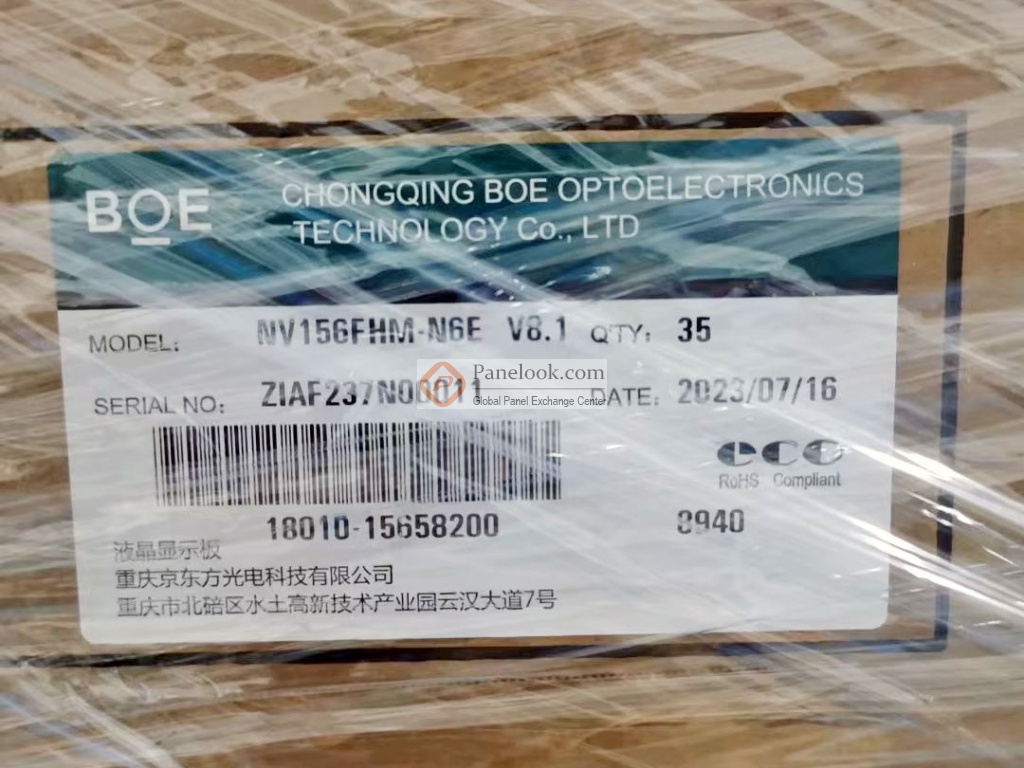 BOE
CHONGQING BOE OPTOELECTRONICS
TECHNOLOGY Co., LTD
MODEL: NV156FHM-N6E V8.1 QTY: 35
Panelook.com
Global Panel Exchange Center
SERIAL NO: DATE: 2023/07/16
eco
RoHS Compliant
18010-15658200
8940
液晶显示板
重庆京东方光电科技有限公司
重庆市北碚区水土高新技术产业园云汉大道7号